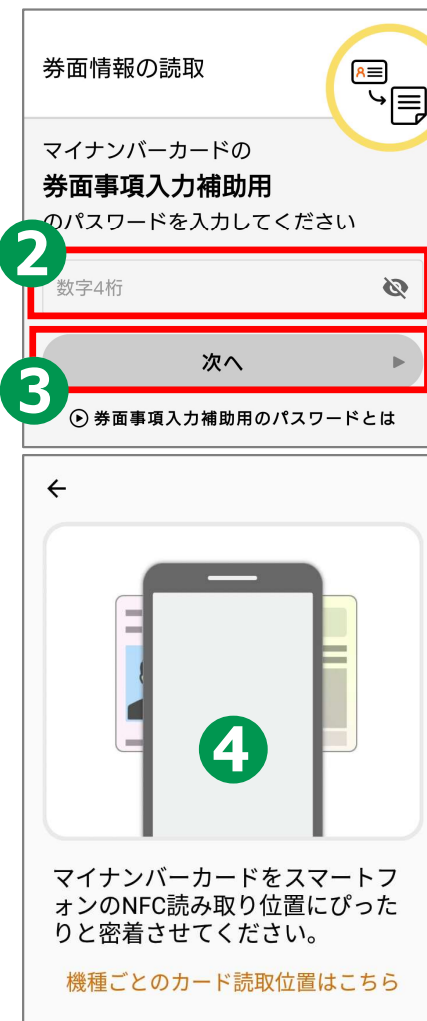 券面情報の読取
マイナンバーカードの
券面事項入力補助用
のパスワードを入力してください
2
数字4桁
3
次へ
券面事項入力補助用のパスワードとは
4
マイナンバーカードをスマートフ
ォンのNFC読み取り位置にぴった
りと密着させてください。
機種ごとのカード読取位置はこちら